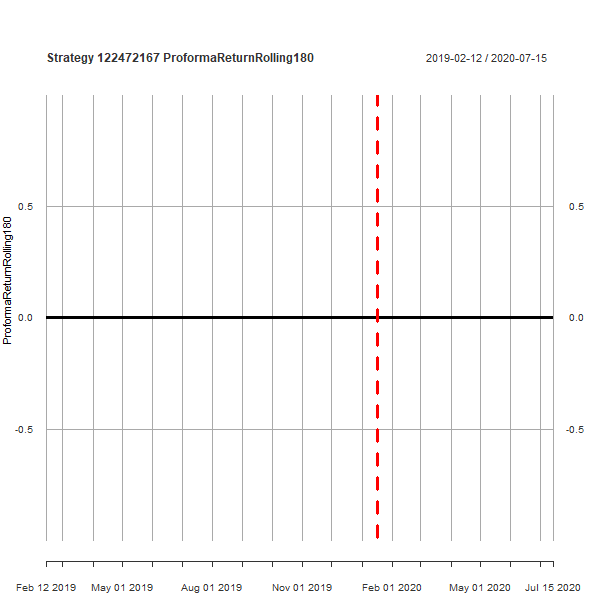 Strategy 122472167 ProformaReturnRolling180 2019-02-12 / 2020-07-15
ProformaReturnRolling180
0.5 0.5
0.0 0.0
-0.5 -0.5
Feb 12 2019 May 01 2019 Aug 01 2019 Nov 01 2019 Feb 01 2020 May 01 2020 Jul 15 2020